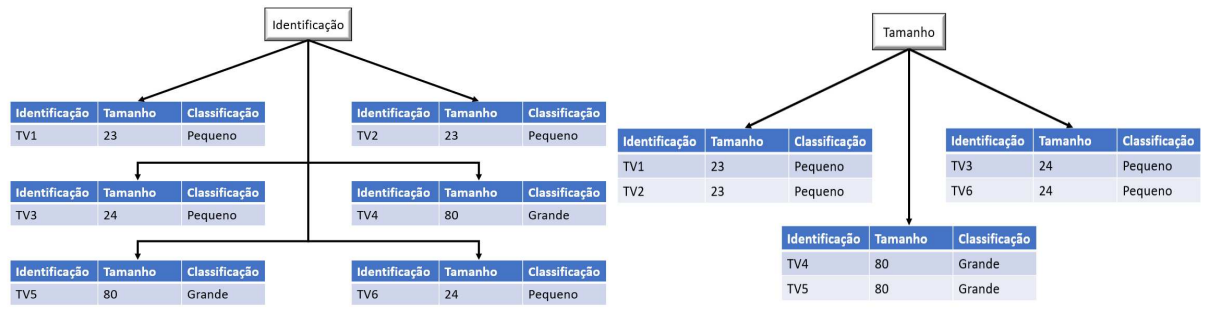 Identificação
Identificação Tamanho Classificação
TV1 23 Pequeno
Identificação Tamanho Classificação
TV2 23 Pequeno
Identificação Tamanho Classificação
TV3 24 Pequeno
Identificação Tamanho Classificação
TV4 80 Grande
Identificação Tamanho Classificação
TV5 80 Grande
Identificação Tamanho Classificação
TV6 24 Pequeno
Tamanho
Identificação Tamanho Classificação
TV1 23 Pequeno
TV2 23 Pequeno
Identificação Tamanho Classificação
TV3 24 Pequeno
TV6 24 Pequeno
Identificação Tamanho Classificação
TV4 80 Grande
TV5 80 Grande